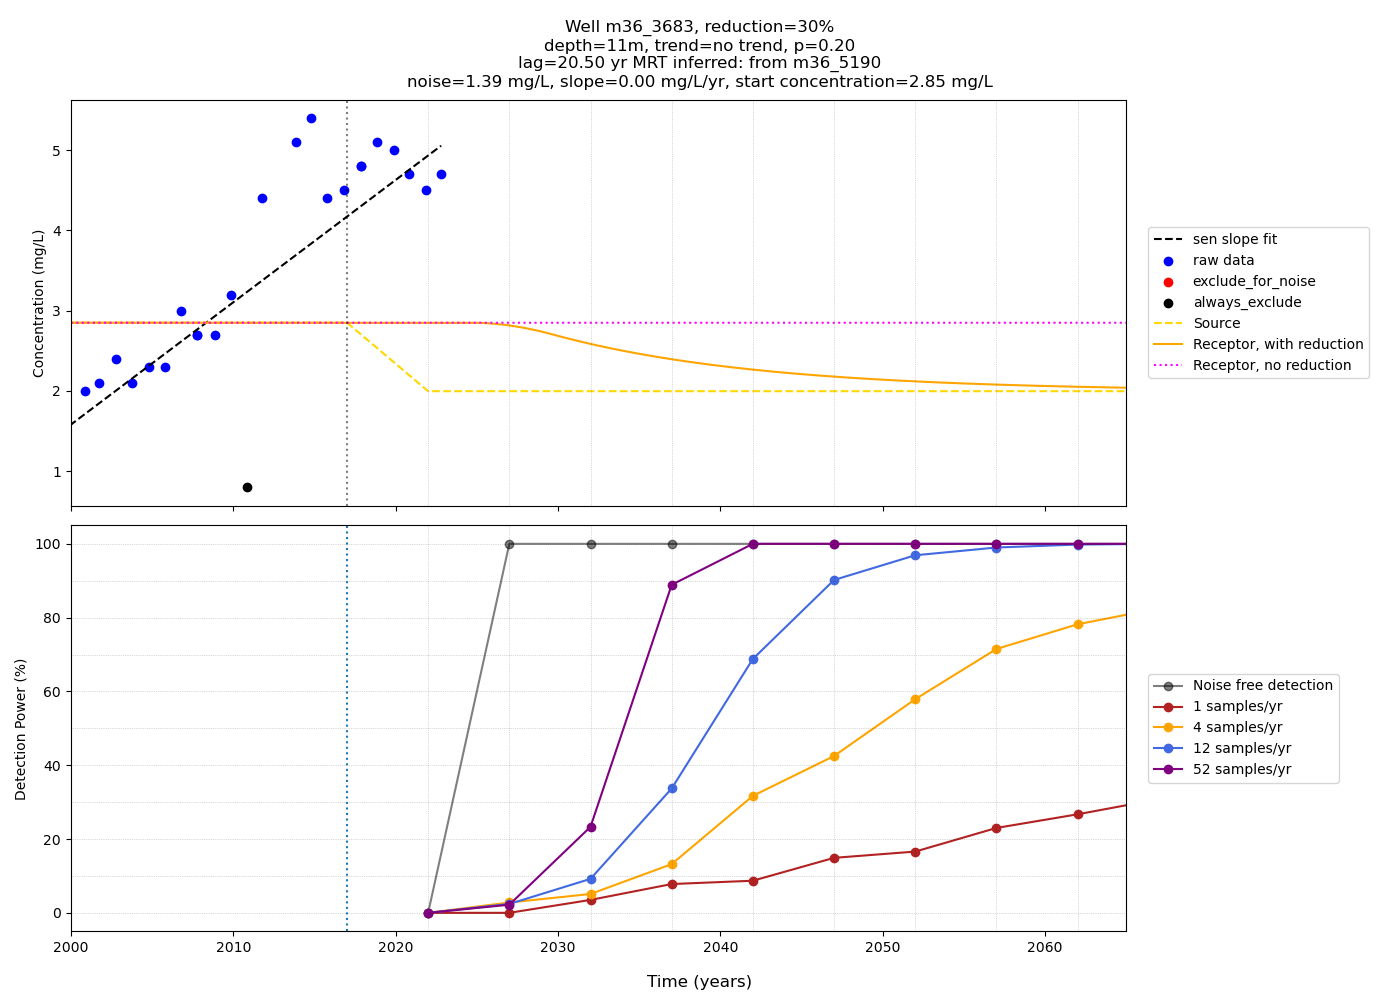 Well m36_3683, reduction=30%
depth=11m, trend=no trend, p=0.20
lag=20.50 yr MRT inferred: from m36_5190
noise=1.39 mg/L, slope=0.00 mg/L/yr, start concentration=2.85 mg/L
Concentration (mg/L)
5
4
3
2
1
sen slope fit
raw data
exclude_for_noise
always_exclude
Source
Receptor, with reduction
Receptor, no reduction
Detection Power (%)
100
80
60
40
20
0
Noise free detection
1 samples/yr
4 samples/yr
12 samples/yr
52 samples/yr
2000 2010 2020 2030 2040 2050 2060
Time (years)